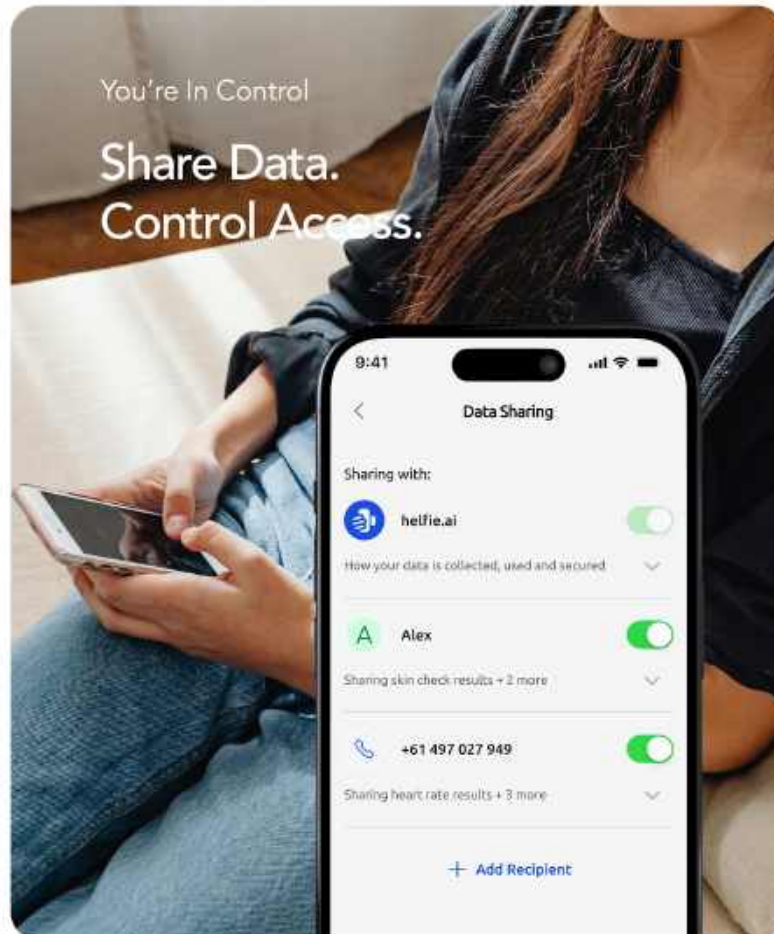 You're In Control
Share Data.
Control Access.
9:41
Data Sharing
Sharing with:
helfie.ai
How your data is collected, used and secured
A
Alex
Sharing skin check results + 2 more
+61 497 027 949
Sharing heart rate results + 3 more
+ Add Recipient